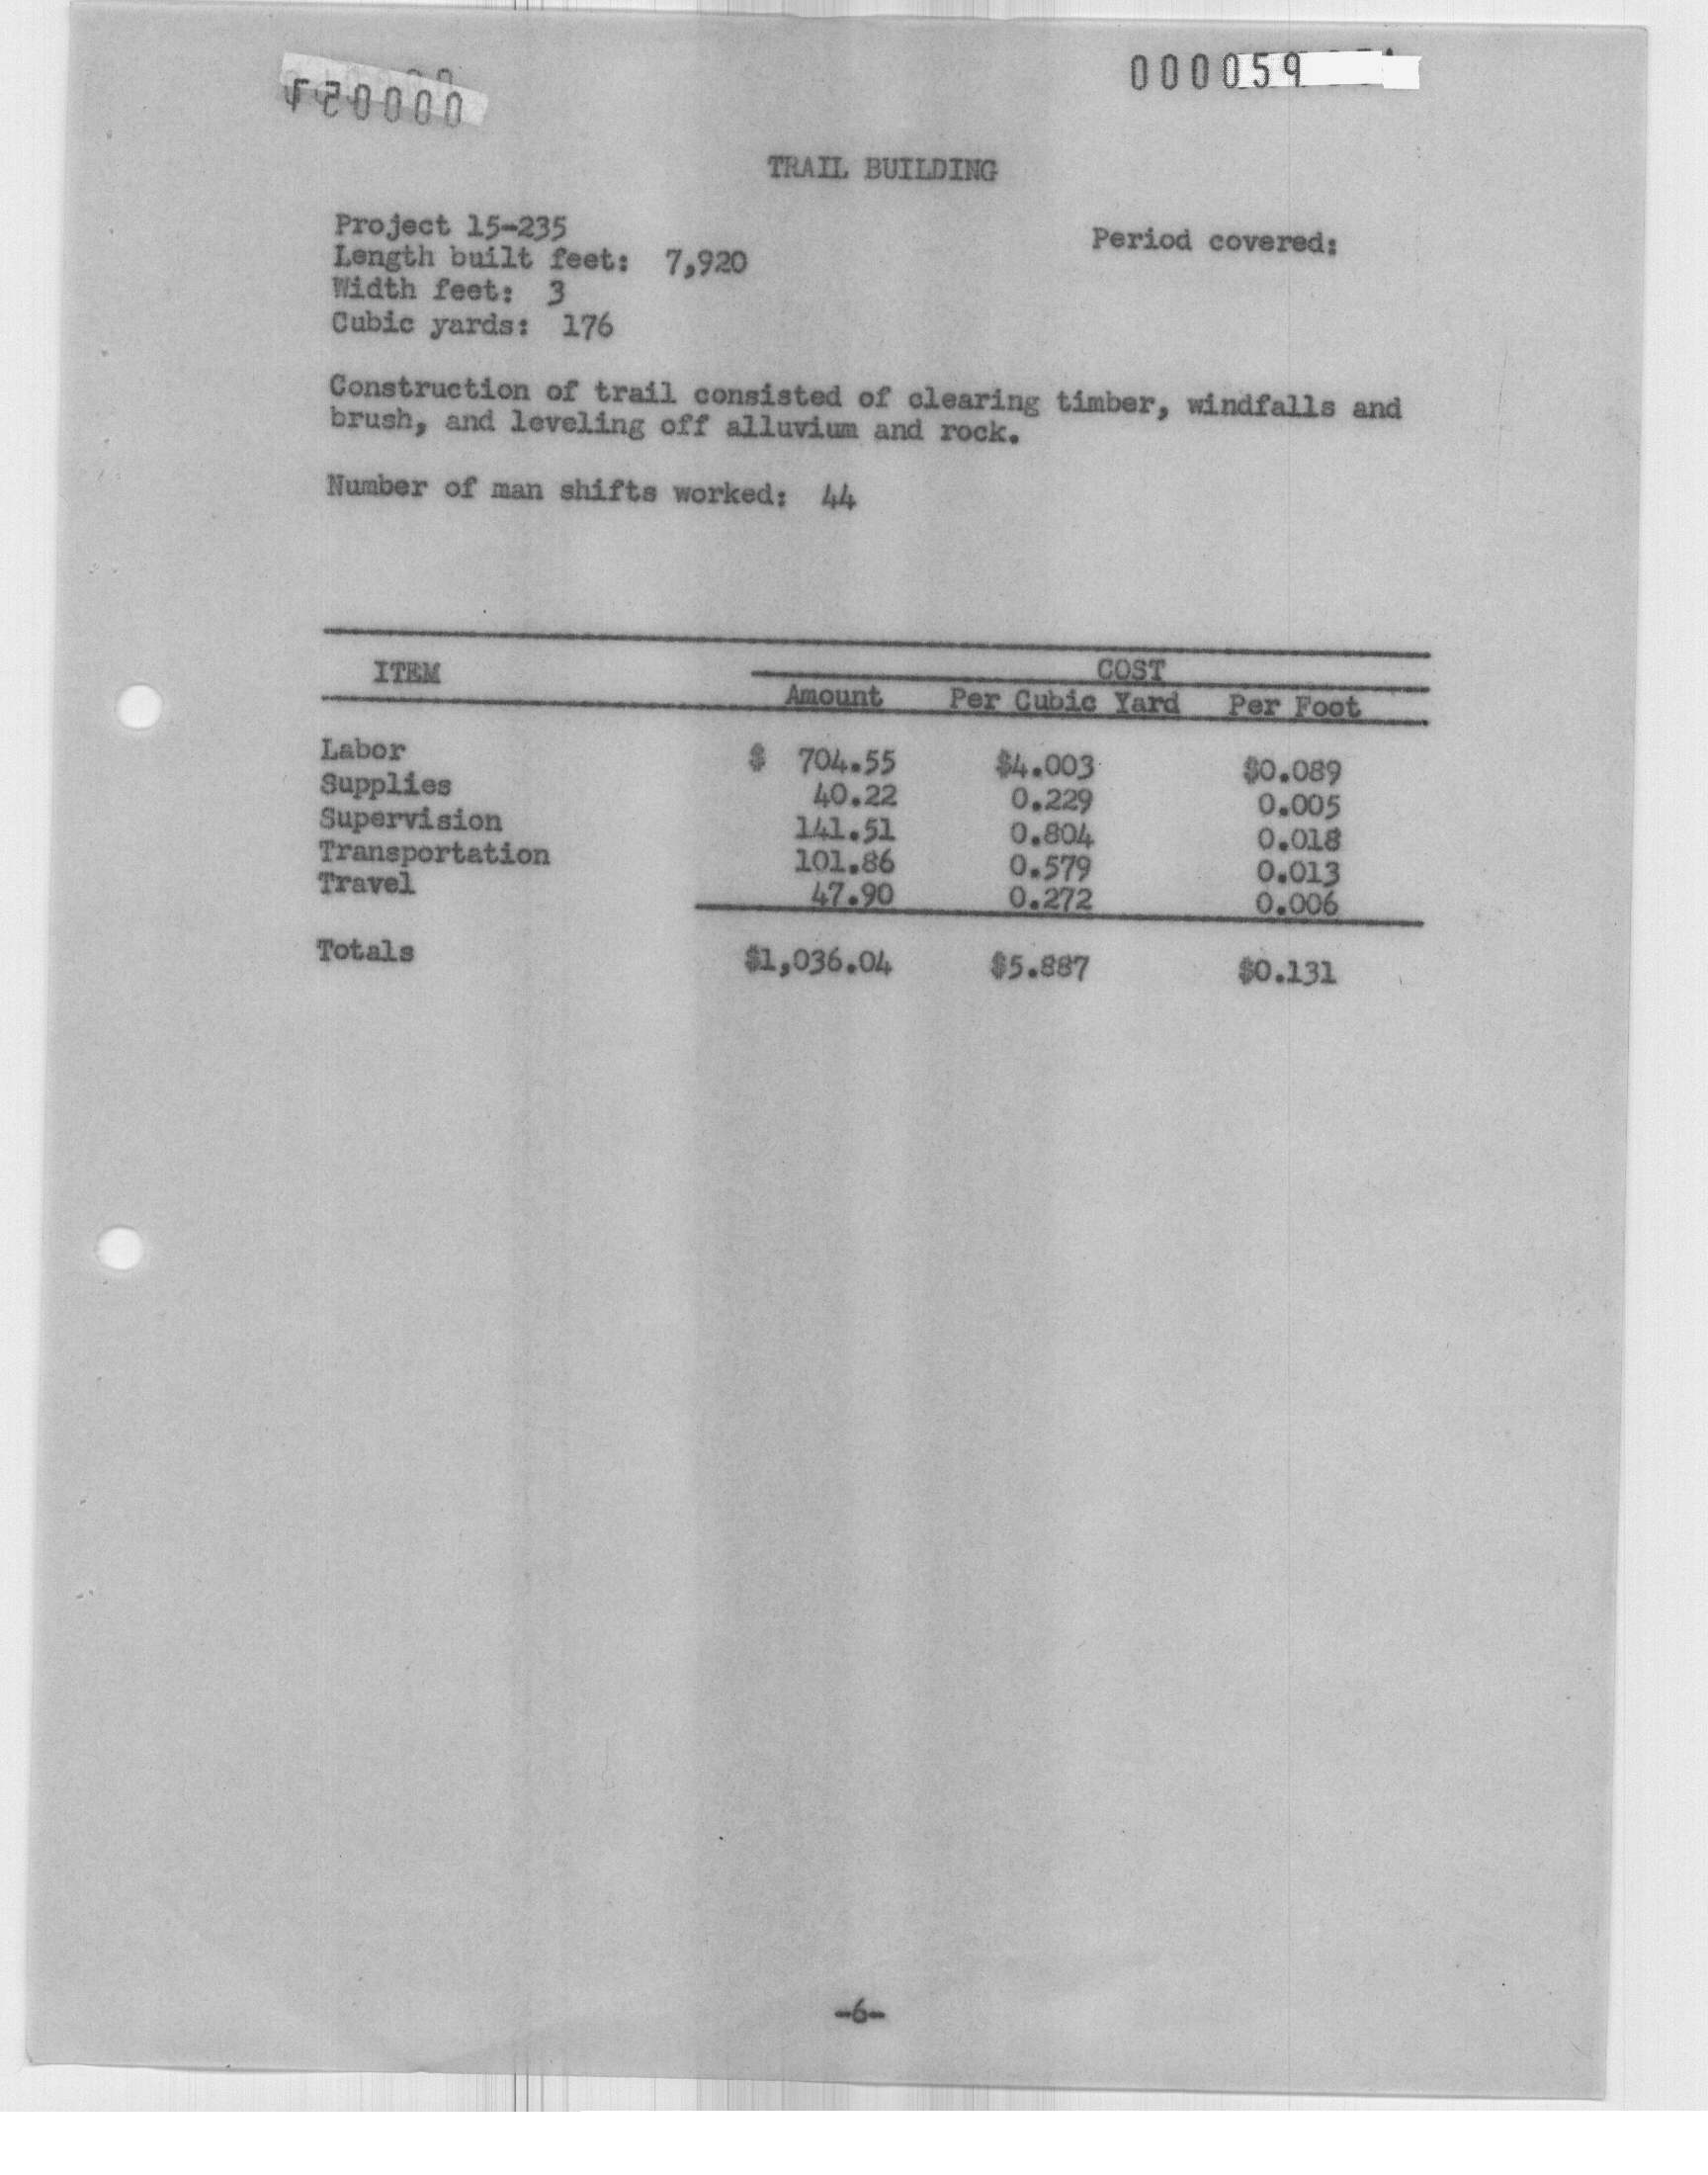 000059
TRAIL BUILDING
Project 15-235
Period covered:
Length built feet: 7,920
Width feet: 3
Cubic yards: 176
Construction of trail consisted of clearing timber, windfalls and
brush, and leveling off alluvium and rock.
Number of man shifts worked: 44
ITEM COST
Amount Per Cubic Yard Per Foot
Labor $ 704.55 $4.003 $0.089
Supplies 40.22 0.229 0.005
Supervision 141.51 0.804 0.018
Transportation 101.86 0.579 0.013
Travel 47.90 0.272 0.006
Totals $1,036.04 $5.887 $0.131
-6-